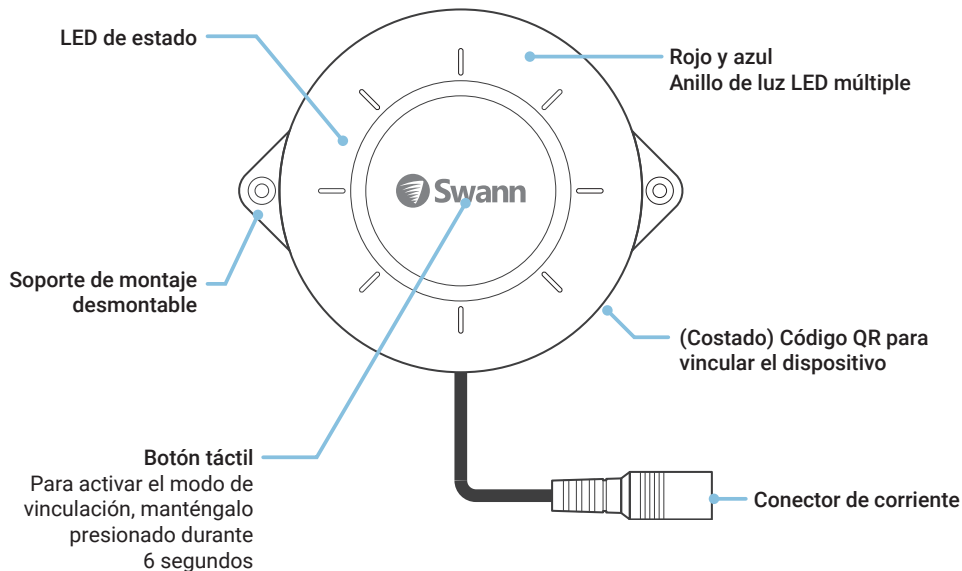 LED de estado
Rojo y azul
Anillo de luz LED múltiple
Swann
Soporte de montaje
desmontable
(Costado) Código QR para
vincular el dispositivo
Botón táctil
Para activar el modo de
vinculación, manténgalo
presionado durante
6 segundos
Conector de corriente